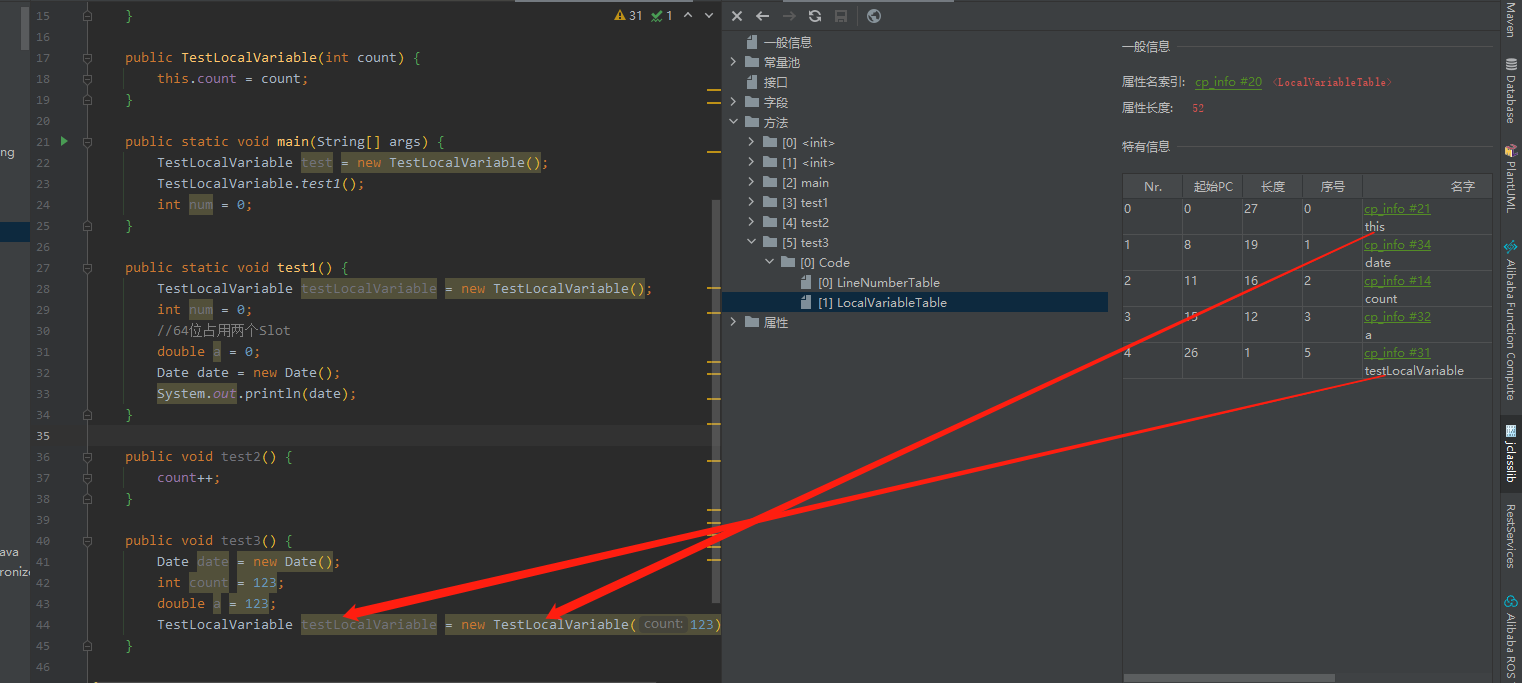 15 }
16
17 public TestLocalVariable(int count) {
18 this.count = count;
19 }
20
21 public static void main(String[] args) {
22 TestLocalVariable test = new TestLocalVariable();
23 TestLocalVariable.test1();
24 int num = 0;
25 }
26
27 public static void test1() {
28 TestLocalVariable testLocalVariable = new TestLocalVariable();
29 int num = 0;
30 //64位占用两个Slot
31 double a = 0;
32 Date date = new Date();
33 System.out.println(date);
34 }
35
36 public void test2() {
37 count++;
38 }
39
40 public void test3() {
41 Date date = new Date();
42 int count = 123;
43 double a = 123;
44 TestLocalVariable testLocalVariable = new TestLocalVariable( count: 123)
45 }
46
31 1
ng
ava
ronize
一般信息
常量池
接口
字段
方法
[0] <init>
[1] <init>
[2] main
[3] test1
[4] test2
[5] test3
[0] Code
[0] LineNumberTable
[1] LocalVariableTable
属性
一般信息
属性名索引: cp_info #20 <LocalVariableTable>
属性长度: 52
特有信息
Nr. 起始PC 长度 序号 名字
0 0 27 0 cp_info #21
this
1 8 19 1 cp_info #34
date
2 11 16 2 cp_info #14
count
3 15 12 3 cp_info #32
a
4 26 1 5 cp_info #31
testLocalVariable
Maven
Database
PlantUML
Alibaba Function Compute
jclasslib
RestServices
Alibaba ROS